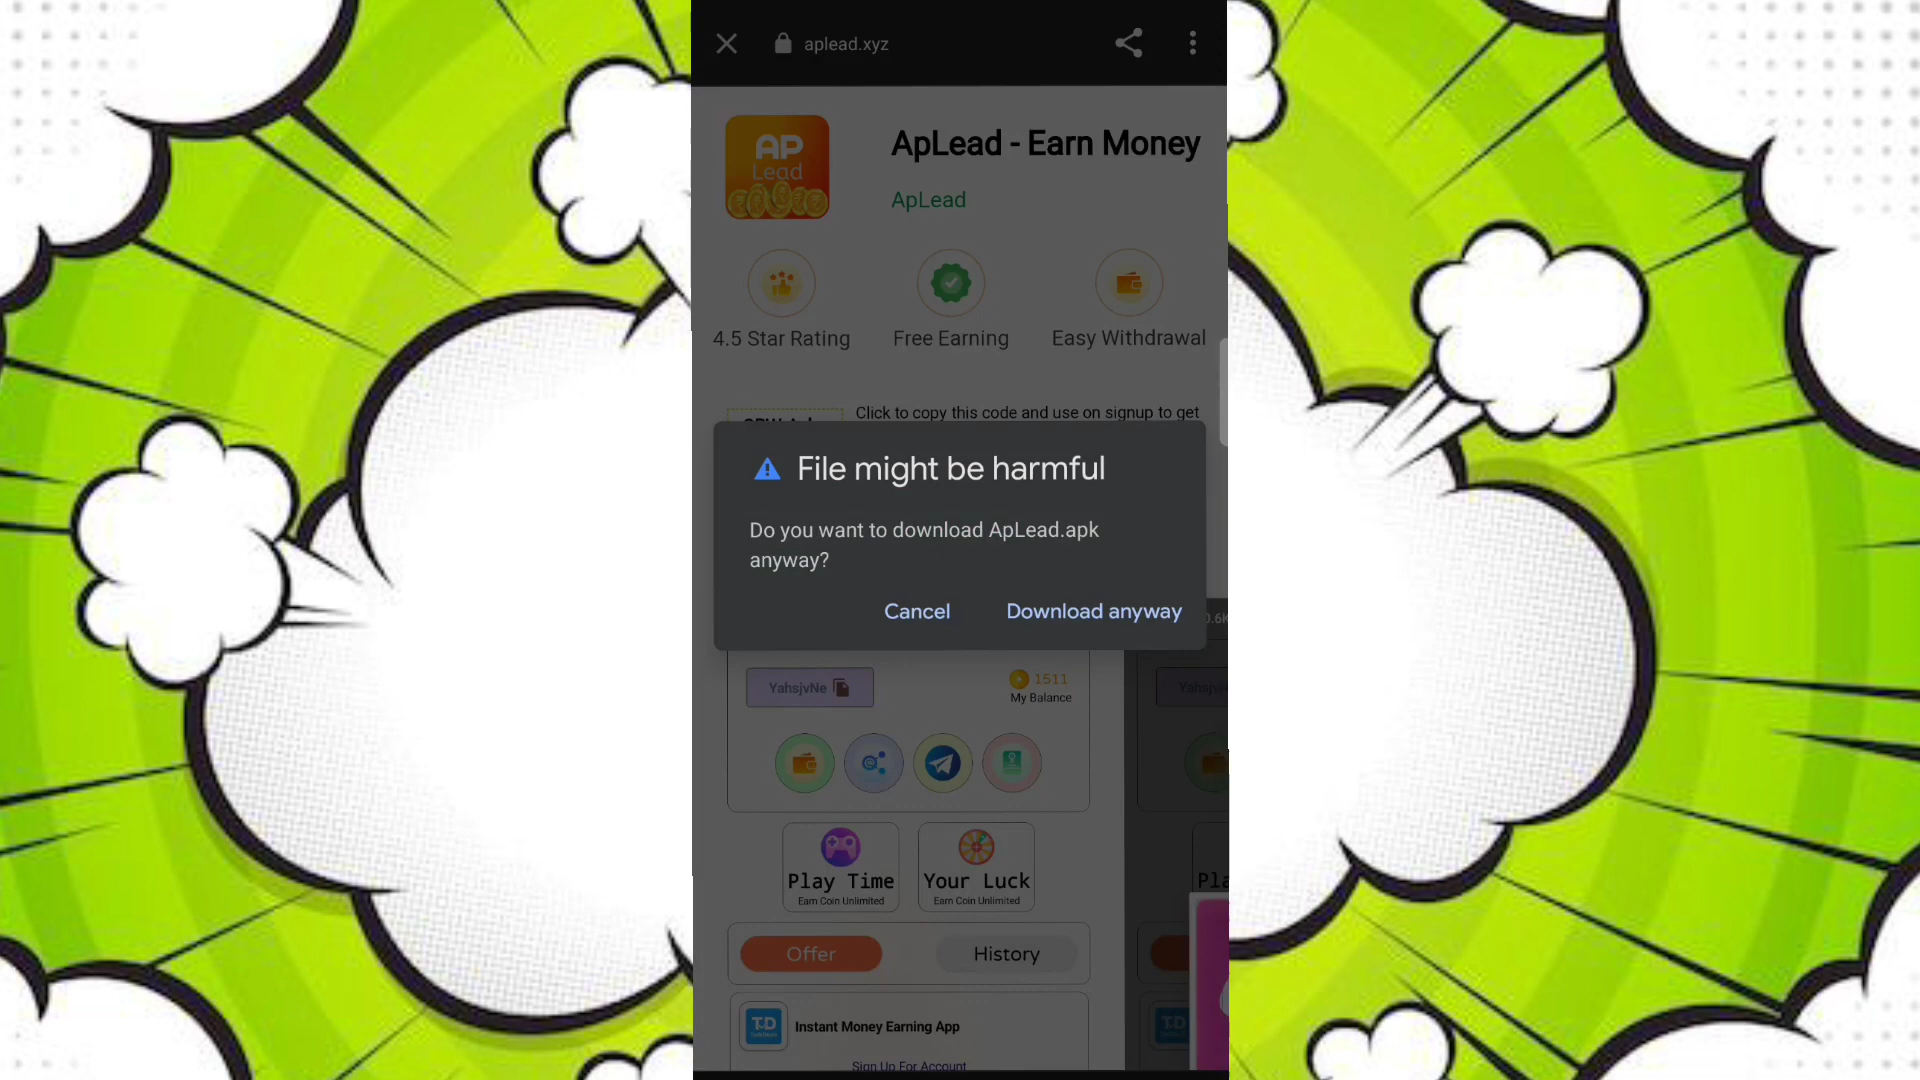 aplead.xyz
AP
Lead
ApLead - Earn Money
ApLead
4.5 Star Rating
Free Earning
Easy Withdrawal
Click to copy this code and use on signup to get
File might be harmful
Do you want to download ApLead.apk
anyway?
Cancel
Download anyway
0.6K
YahsjvNe
1511
My Balance
Play Time
Earn Coin Unlimited
Your Luck
Earn Coin Unlimited
Offer
History
TD
Instant Money Earning App
Sign Up For Account